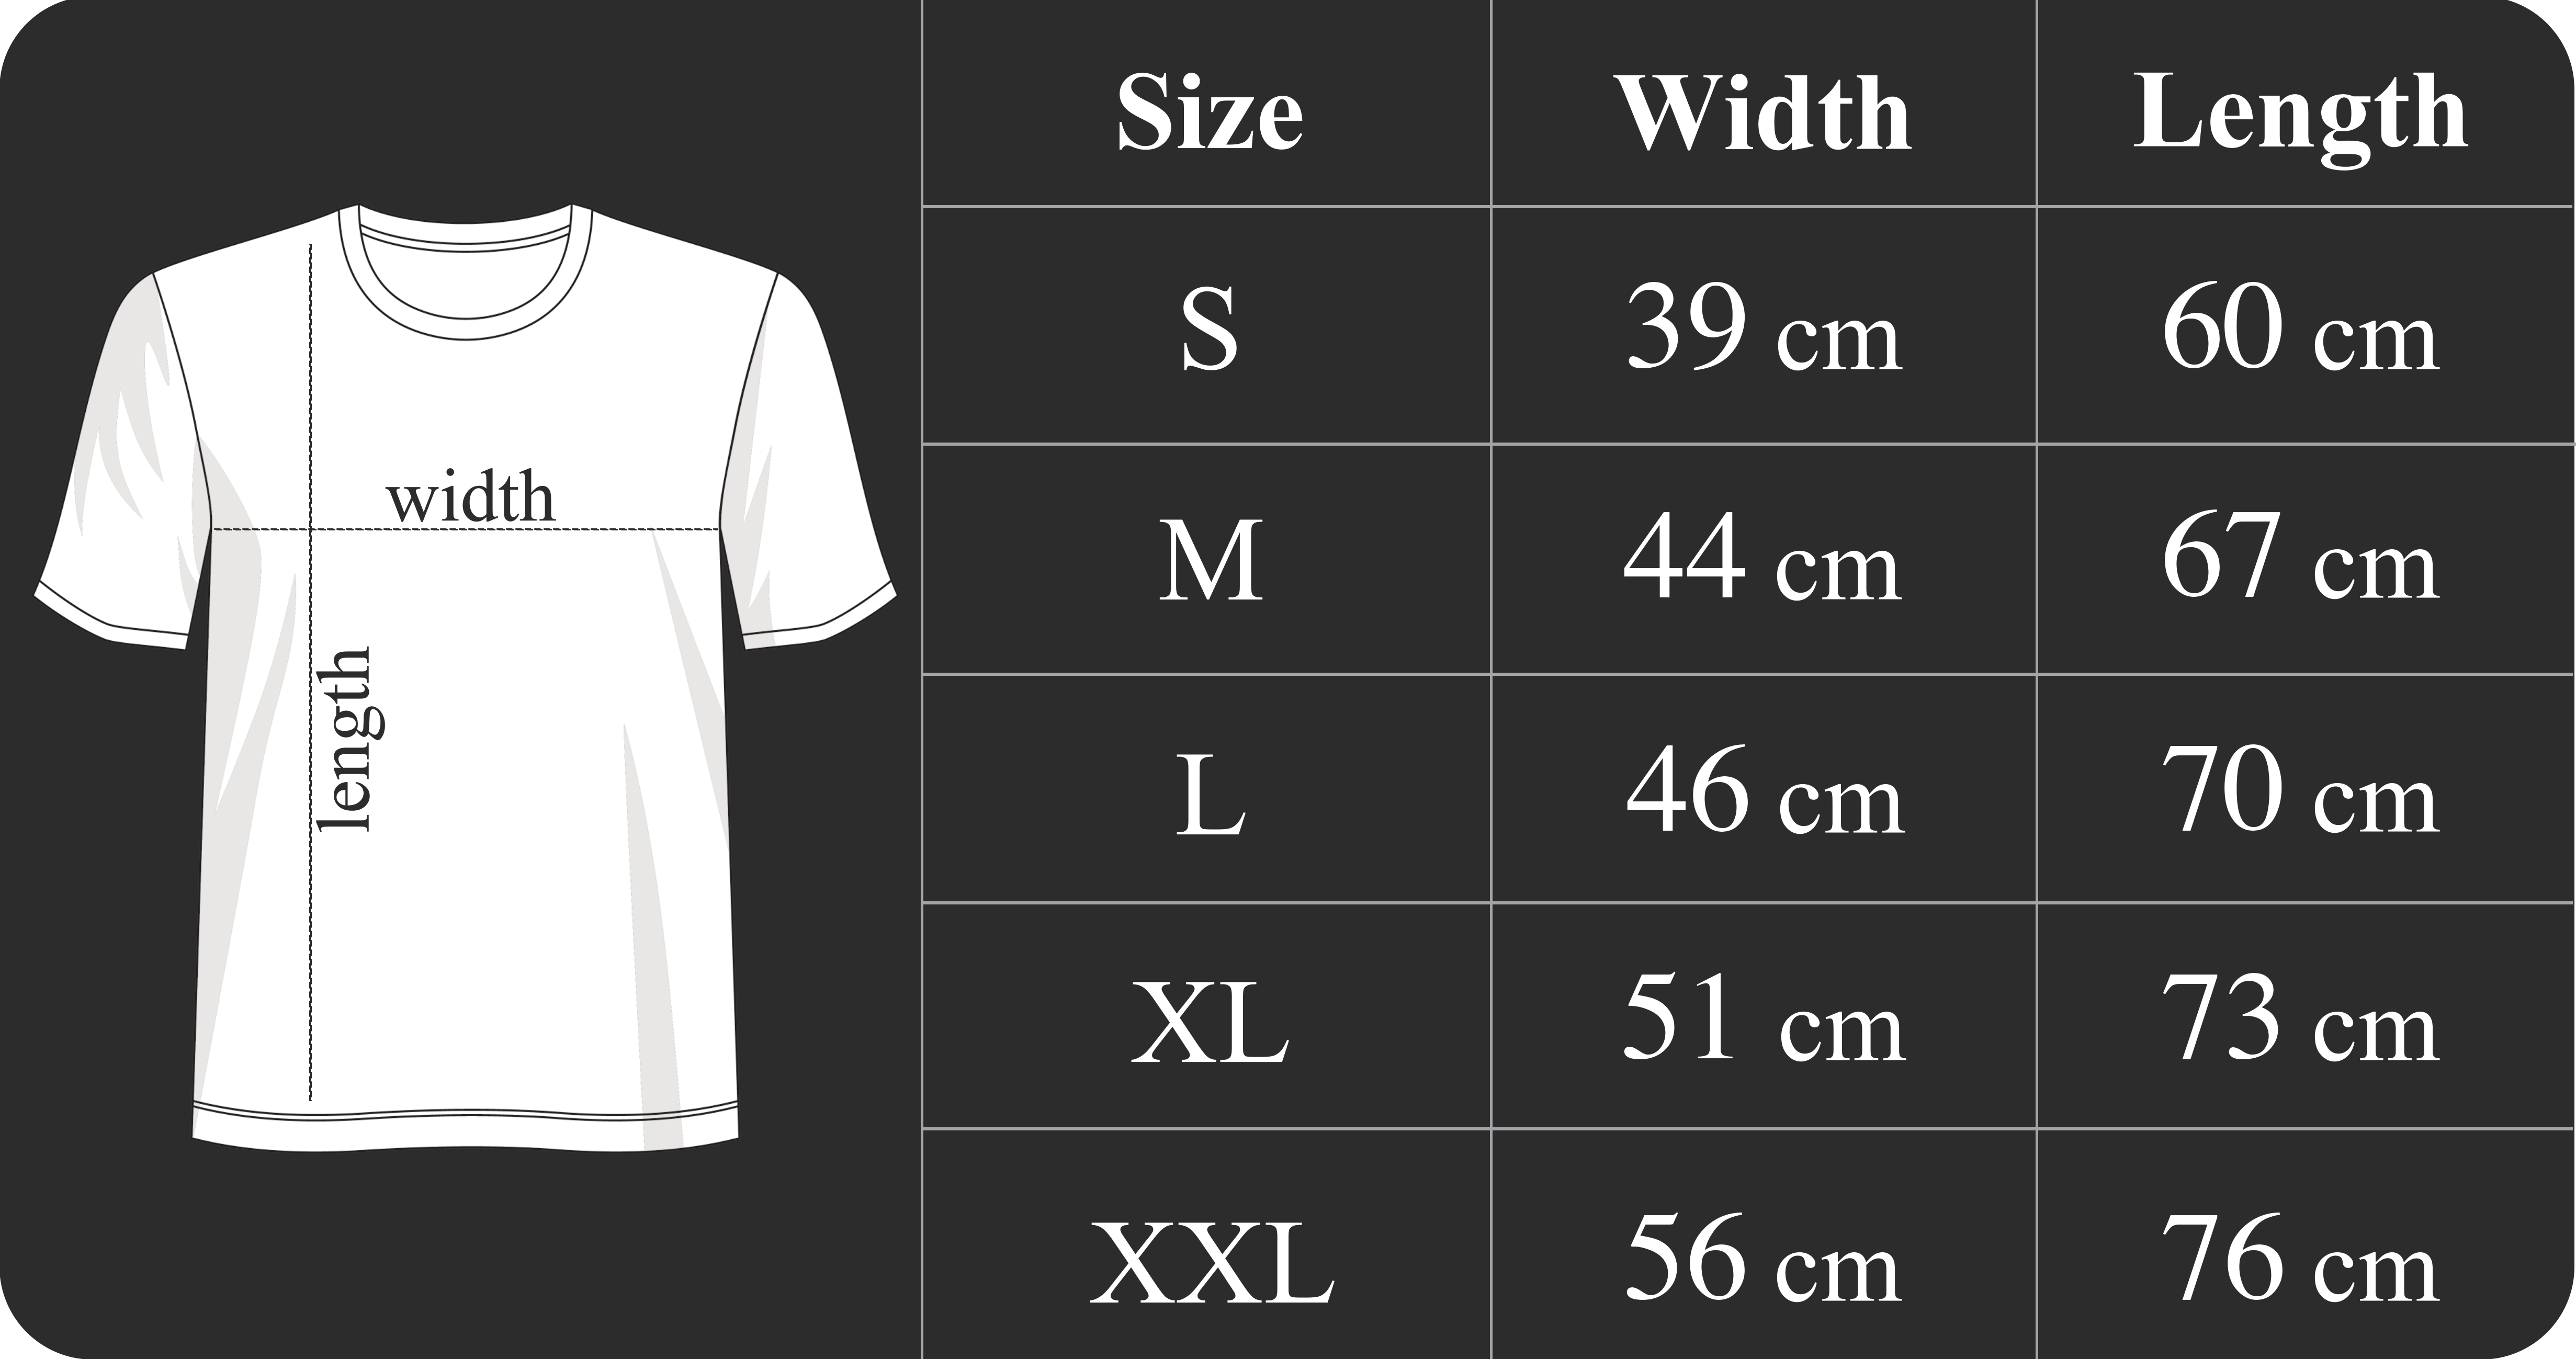 width
length
Size Width Length
S 39 cm 60 cm
M 44 cm 67 cm
L 46 cm 70 cm
XL 51 cm 73 cm
XXL 56 cm 76 cm